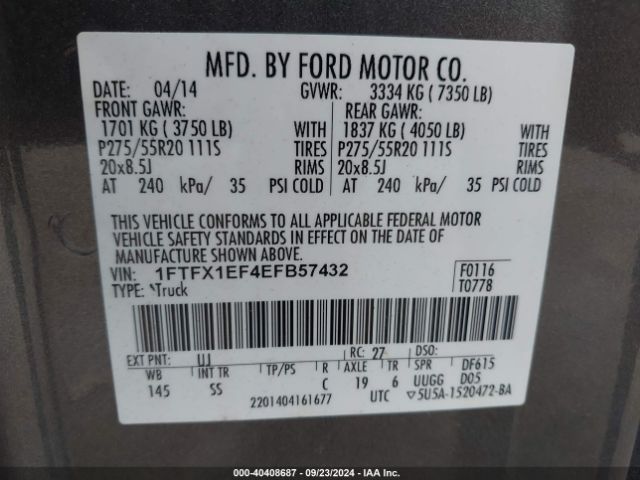 MFD. BY FORD MOTOR CO.
DATE: 04/14 GVWR: 3334 KG ( 7350 LB)
FRONT GAWR: REAR GAWR:
1701 KG ( 3750 LB) WITH 1837 KG ( 4050 LB) WITH
P275/55R20 111S TIRES P275/55R20 111S TIRES
20x8.5J RIMS 20x8.5J RIMS
AT 240 kPa/ 35 PSI COLD AT 240 kPa/ 35 PSI COLD
THIS VEHICLE CONFORMS TO ALL APPLICABLE FEDERAL MOTOR
VEHICLE SAFETY STANDARDS IN EFFECT ON THE DATE OF
MANUFACTURE SHOWN ABOVE.
VIN: 1FTFX1EF4EFB57432 F0116
TYPE: Truck T0778
EXT PNT: UJ RC: 27 DSO:
WB INT TR TP/PS R AXLE TR SPR DF615
145 SS C 19 6 UUGG D05
2201404161677 UTC ▽5U5A-1520472-BA
000-40408687 - 09/23/2024 - IAA Inc.